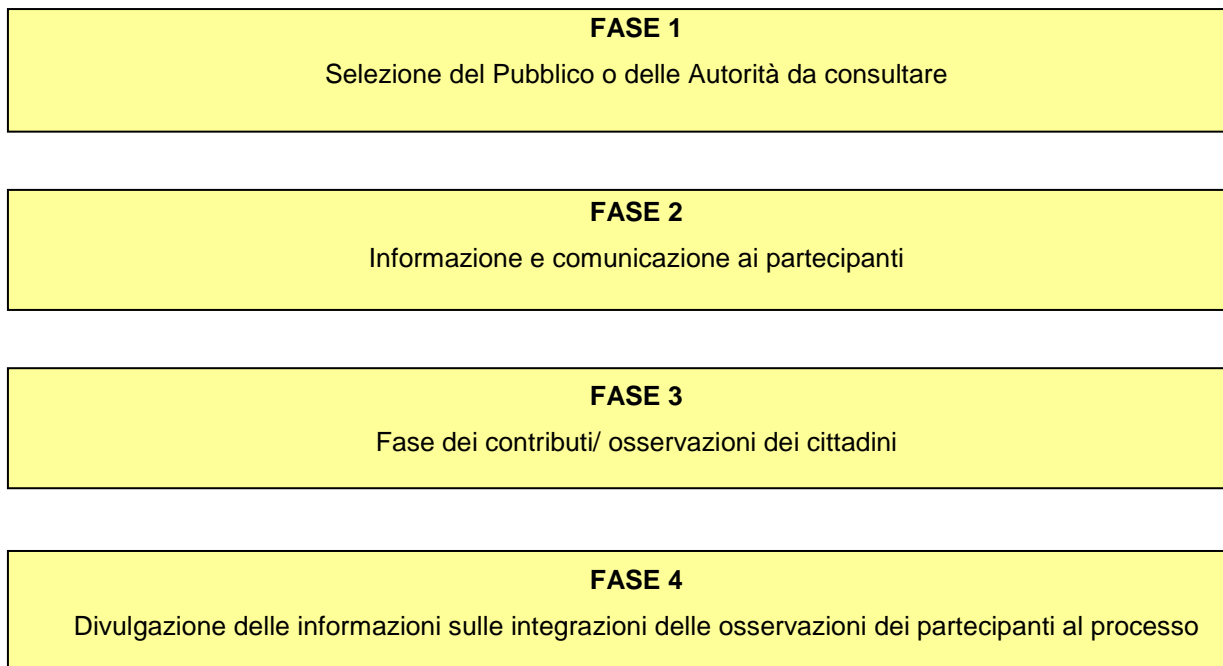 FASE 1
Selezione del Pubblico o delle Autorità da consultare
FASE 2
Informazione e comunicazione ai partecipanti
FASE 3
Fase dei contributi/ osservazioni dei cittadini
FASE 4
Divulgazione delle informazioni sulle integrazioni delle osservazioni dei partecipanti al processo